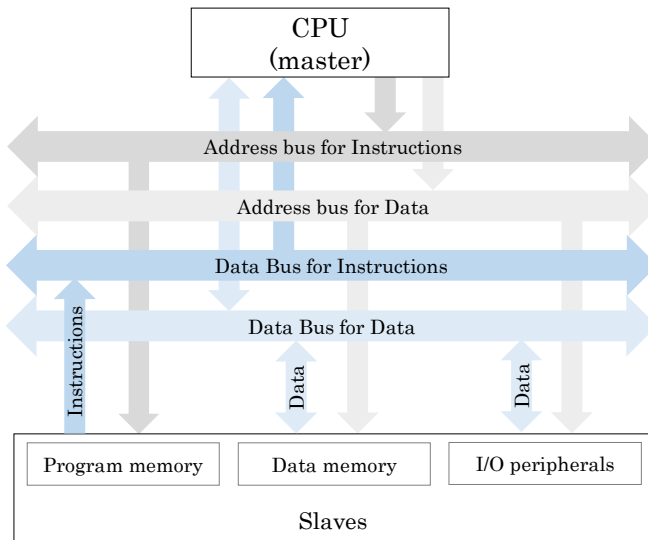 CPU
(master)
Address bus for Instructions
Address bus for Data
Data Bus for Instructions
Data Bus for Data
Instructions
Data
Data
Program memory
Data memory
I/O peripherals
Slaves